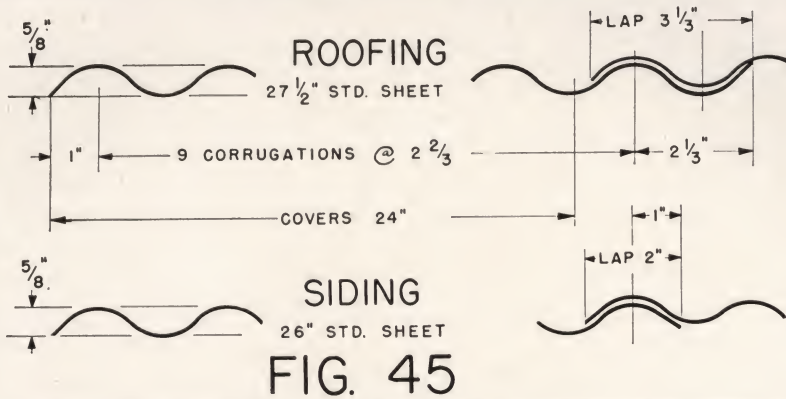 5/8"
ROOFING
27 1/2" STD. SHEET
LAP 3 1/3"
1"
9 CORRUGATIONS @ 2 2/3
2 1/3"
COVERS 24"
1"
LAP 2"
5/8"
SIDING
26" STD. SHEET
FIG. 45